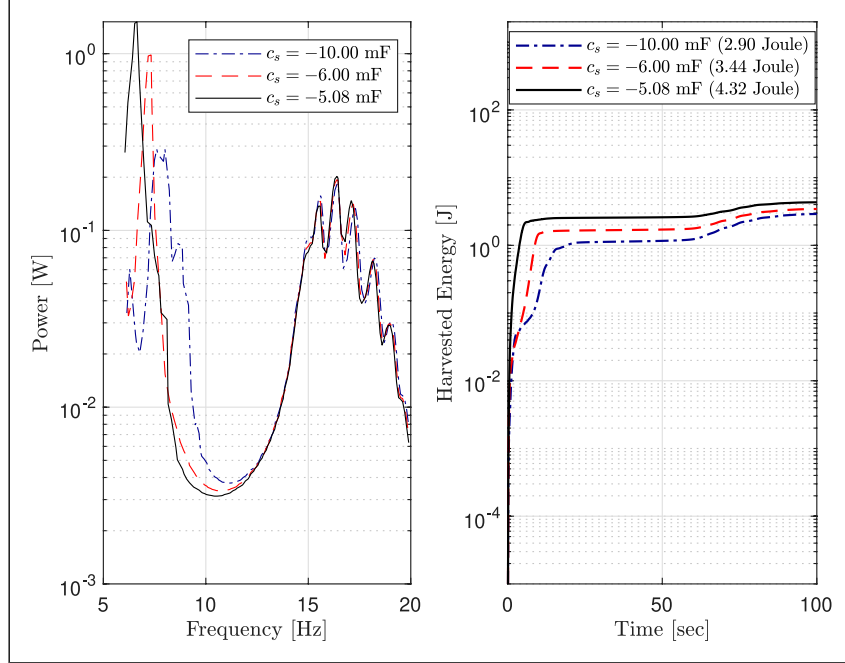 10^0
10^-1
10^-2
10^-3
5
10
15
20
Frequency [Hz]
Power [W]
c_s = −10.00 mF
c_s = −6.00 mF
c_s = −5.08 mF
10^2
10^0
10^-2
10^-4
0
50
100
Time [sec]
Harvested Energy [J]
c_s = −10.00 mF (2.90 Joule)
c_s = −6.00 mF (3.44 Joule)
c_s = −5.08 mF (4.32 Joule)